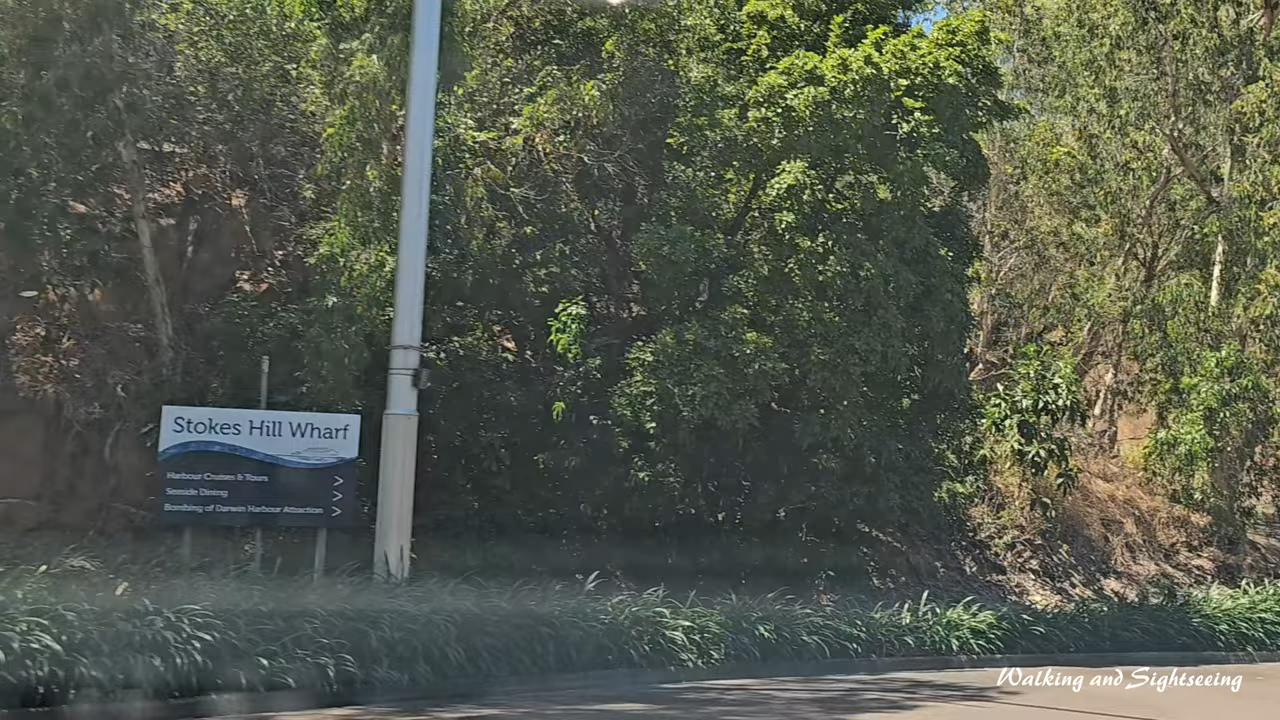 Stokes Hill Wharf
Harbour Cruises & Tours
Seaside Dining
Bombing of Darwin Harbour Attraction
Walking and Sightseeing